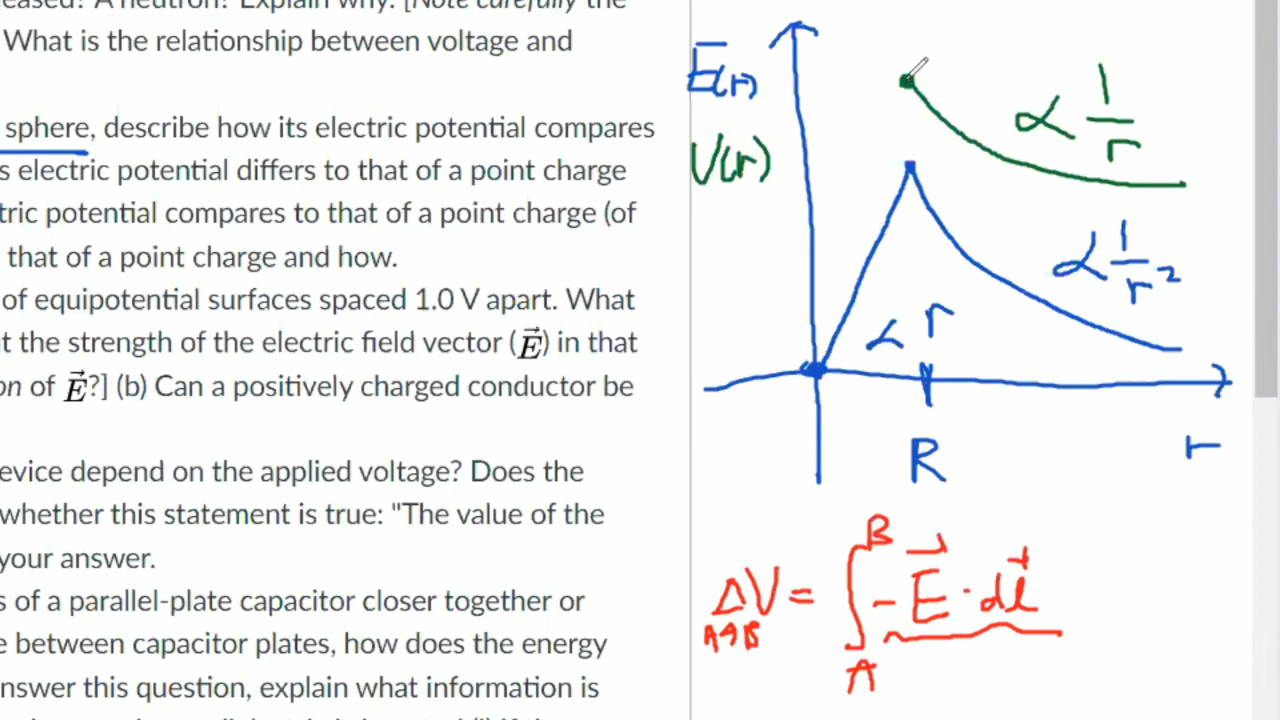 eased? A neutron? Explain why. [Note carefully the
What is the relationship between voltage and
sphere, describe how its electric potential compares
s electric potential differs to that of a point charge
tric potential compares to that of a point charge (of
that of a point charge and how.
of equipotential surfaces spaced 1.0 V apart. What
t the strength of the electric field vector (E⃗) in that
on of E⃗?] (b) Can a positively charged conductor be
evice depend on the applied voltage? Does the
whether this statement is true: "The value of the
your answer.
s of a parallel-plate capacitor closer together or
e between capacitor plates, how does the energy
nswer this question, explain what information is
E(r)
V(r)
∝ 1/r
∝ 1/r²
∝ r
R
r
ΔV = ∫ -E⃗ · dl⃗
A→B
B
A